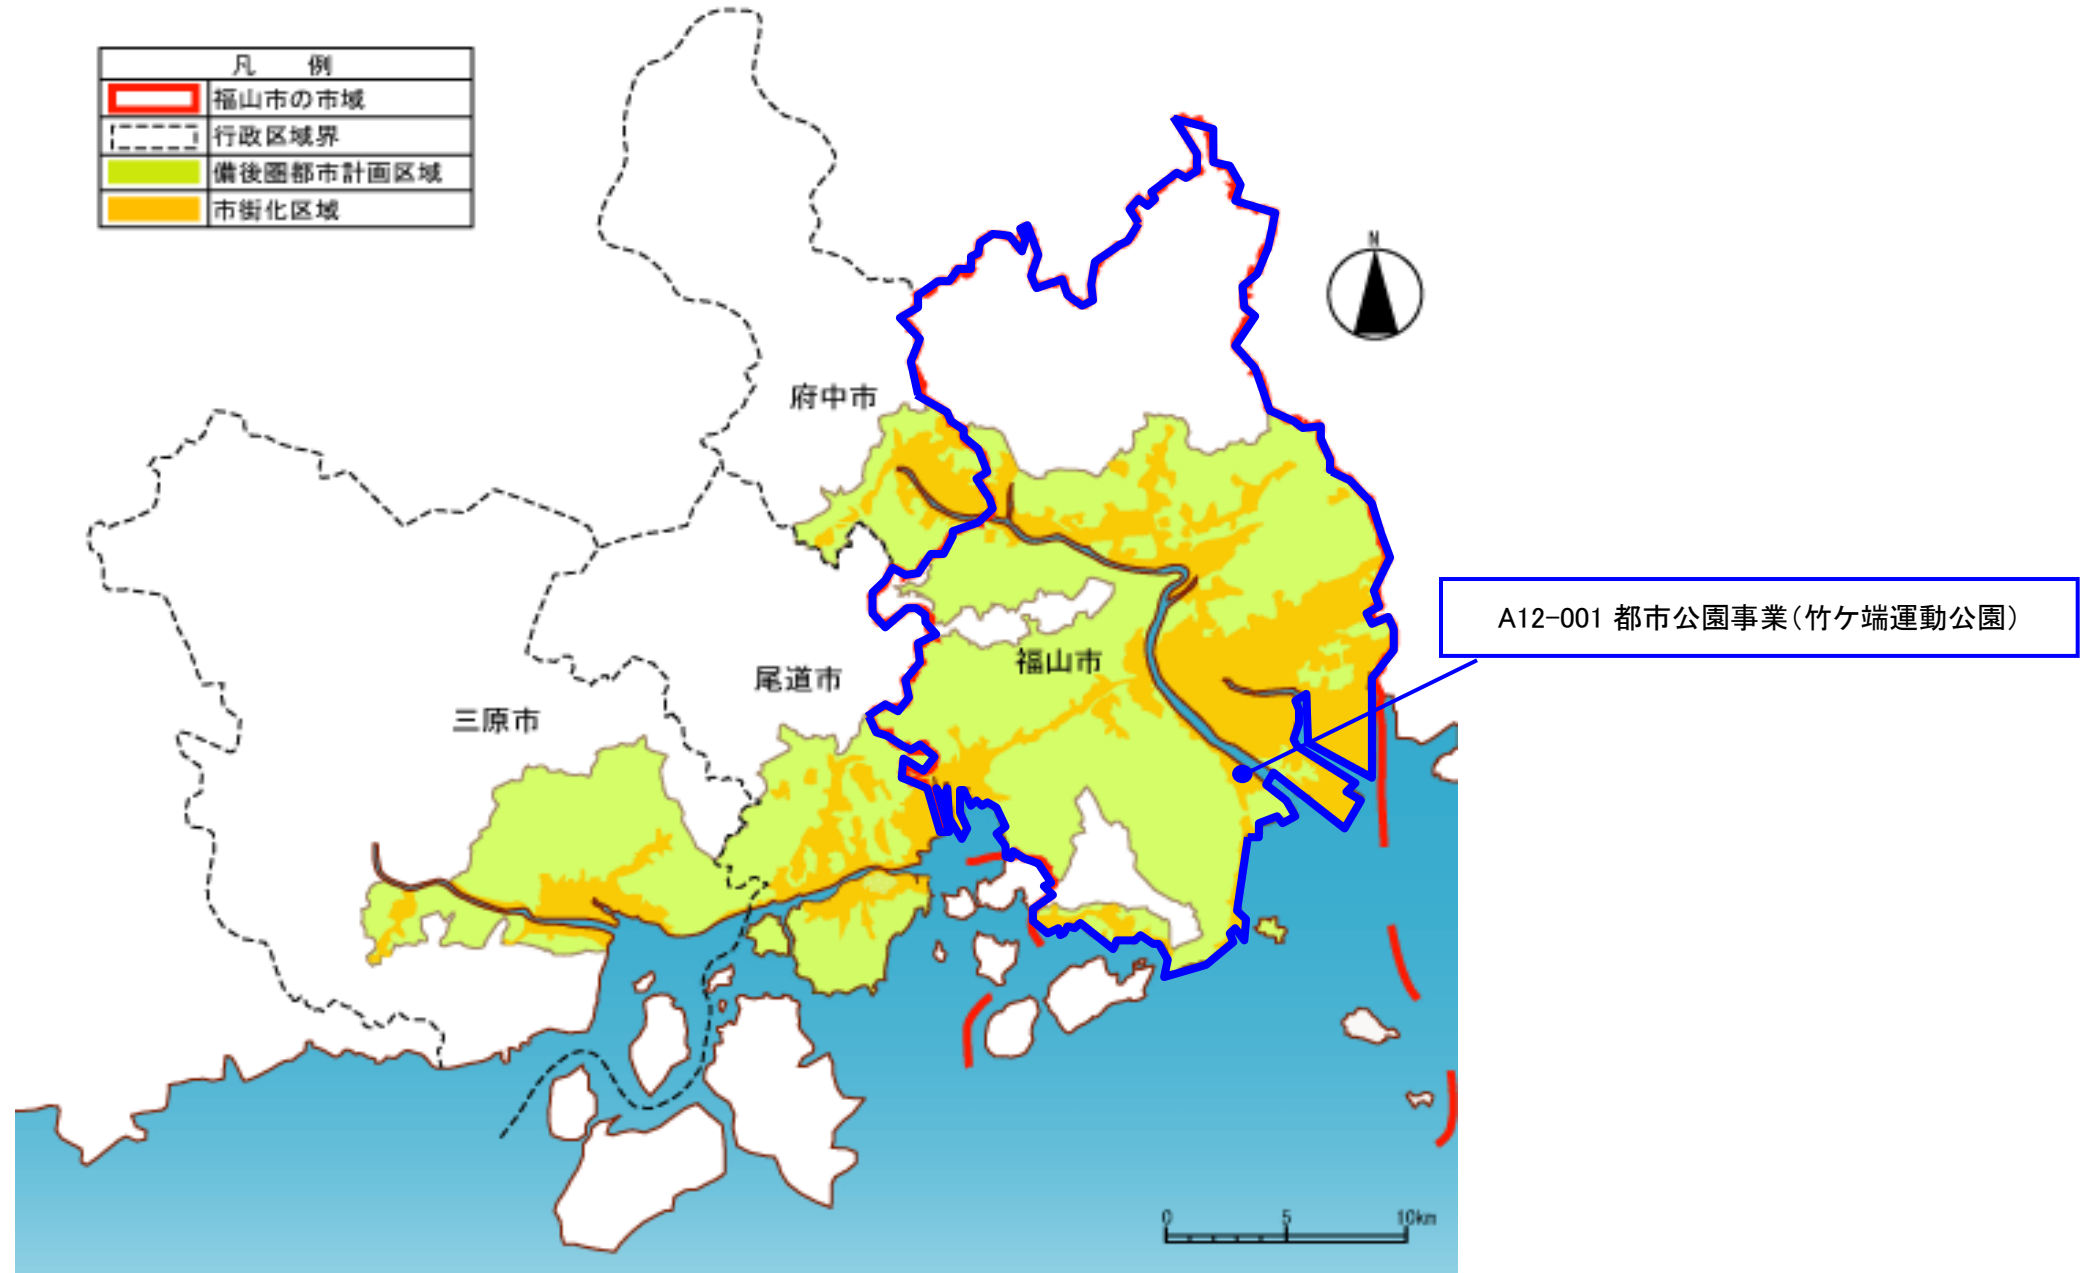 凡 例
福山市の市域
行政区域界
備後圏都市計画区域
市街化区域
N
府中市
A12-001 都市公園事業(竹ケ端運動公園)
福山市
尾道市
三原市
0 5 10km